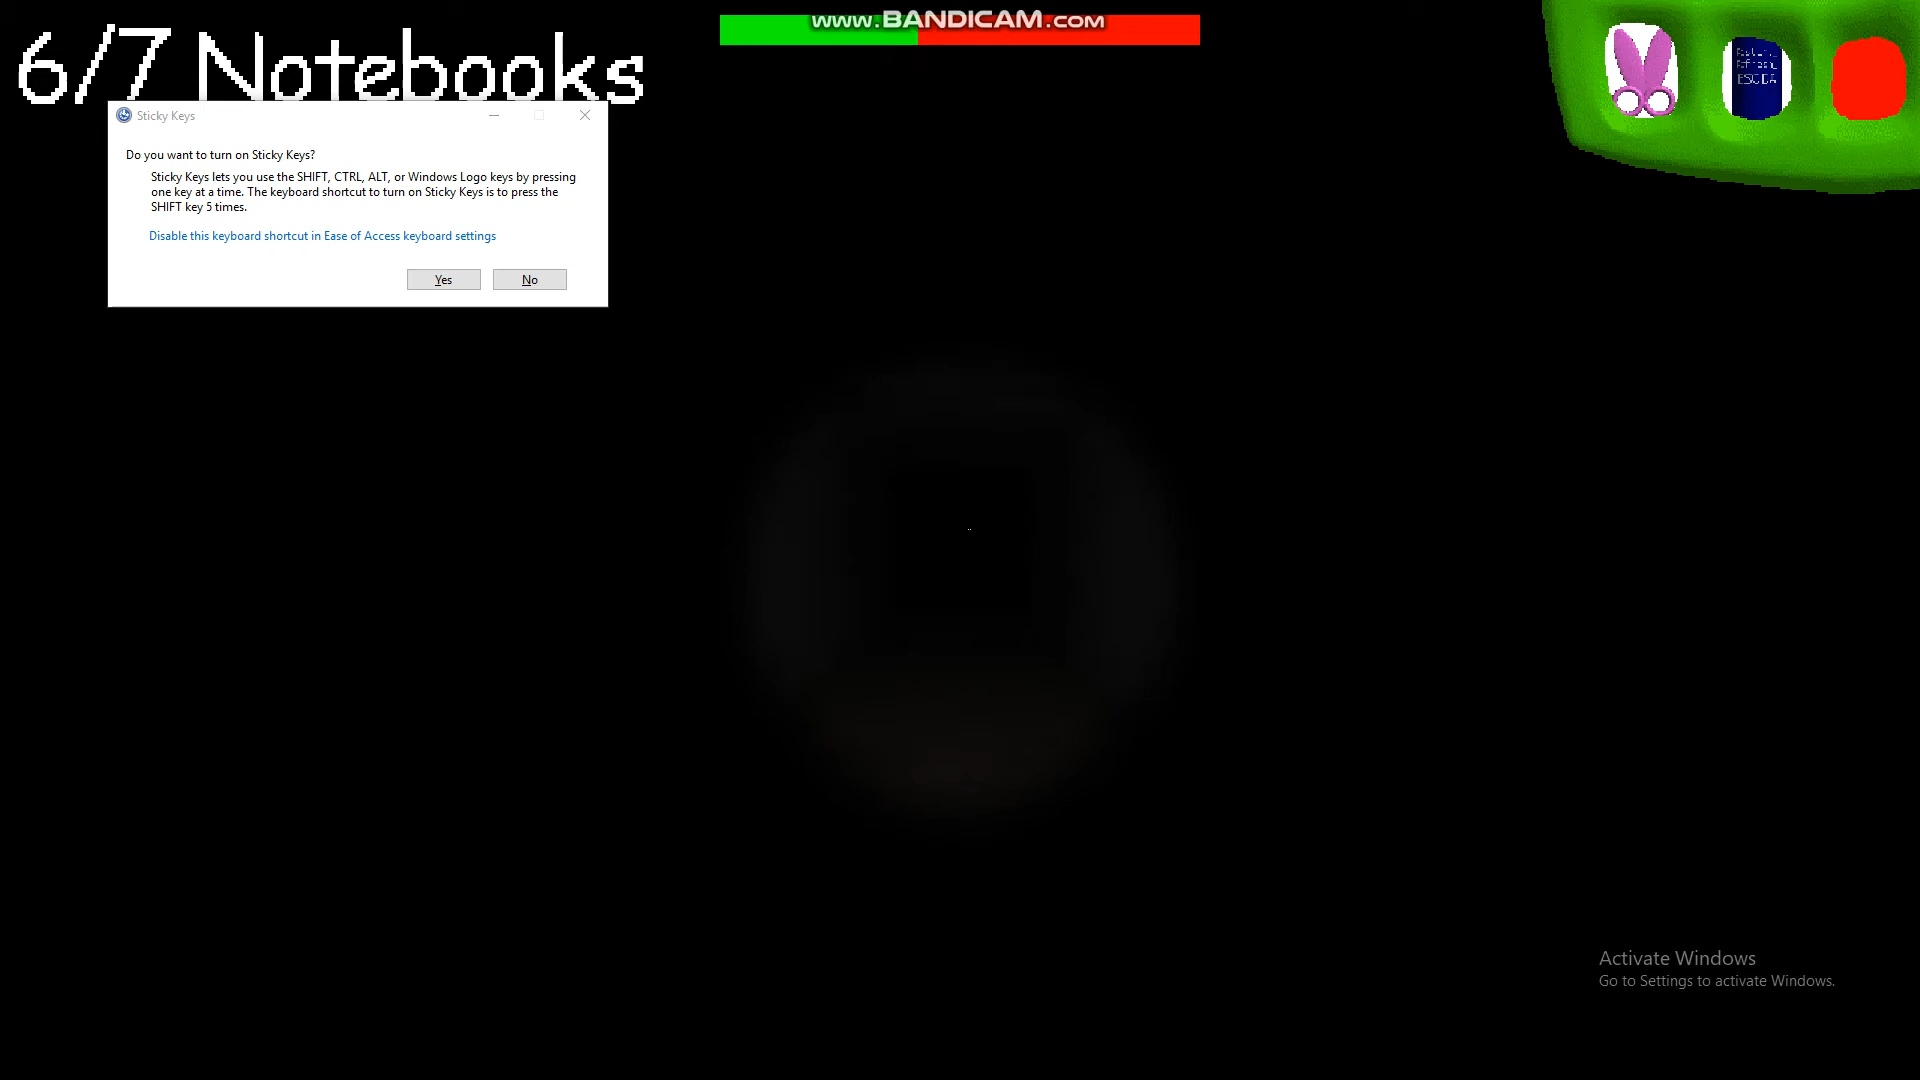 www.BANDICAM.com
6/7 Notebooks
Sticky Keys
Do you want to turn on Sticky Keys?
Sticky Keys lets you use the SHIFT, CTRL, ALT, or Windows Logo keys by pressing
one key at a time. The keyboard shortcut to turn on Sticky Keys is to press the
SHIFT key 5 times.
Disable this keyboard shortcut in Ease of Access keyboard settings
Yes
No
Activate Windows
Go to Settings to activate Windows.